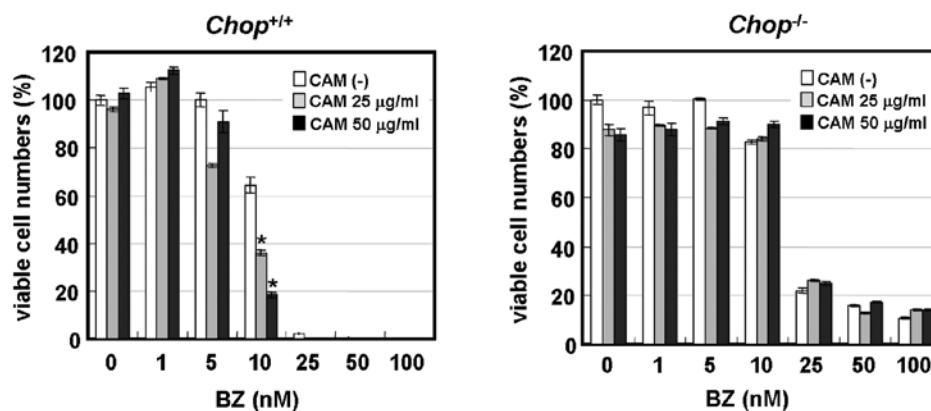 Chop+/+
viable cell numbers (%)
120
100
80
60
40
20
0
CAM (-)
CAM 25 μg/ml
CAM 50 μg/ml
*
*
0 1 5 10 25 50 100
BZ (nM)
Chop-/-
viable cell numbers (%)
120
100
80
60
40
20
0
CAM (-)
CAM 25 μg/ml
CAM 50 μg/ml
0 1 5 10 25 50 100
BZ (nM)